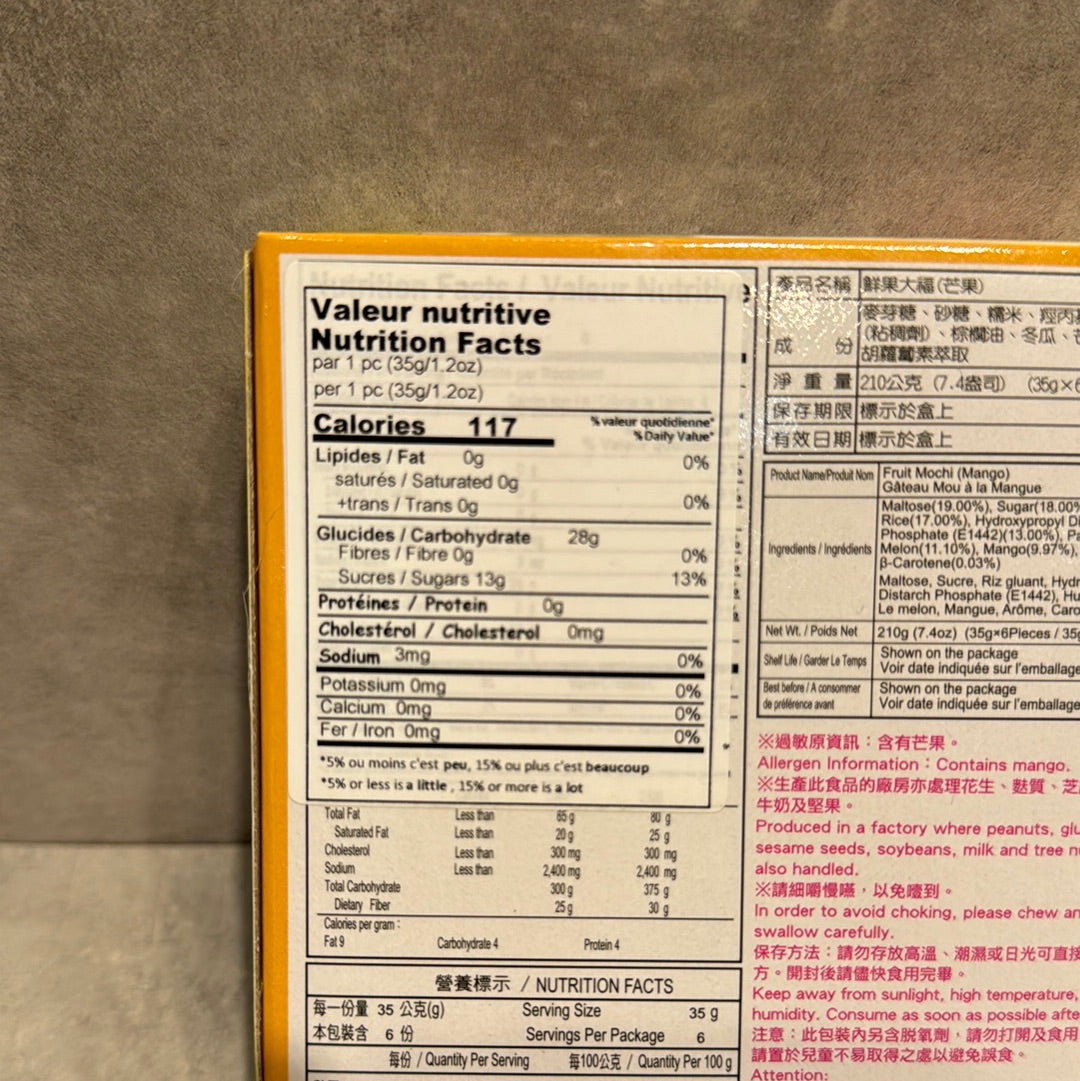 Valeur nutritive
Nutrition Facts
par 1 pc (35g/1.2oz)
per 1 pc (35g/1.2oz)
Calories 117 % valeur quotidienne*
% Daily Value*
Lipides / Fat 0g 0%
saturés / Saturated 0g
+trans / Trans 0g 0%
Glucides / Carbohydrate 28g
Fibres / Fibre 0g 0%
Sucres / Sugars 13g 13%
Protéines / Protein 0g
Cholestérol / Cholesterol 0mg
Sodium 3mg 0%
Potassium 0mg 0%
Calcium 0mg 0%
Fer / Iron 0mg 0%
*5% ou moins c'est peu, 15% ou plus c'est beaucoup
*5% or less is a little , 15% or more is a lot
Total Fat Less than 65 g 80 g
Saturated Fat Less than 20 g 25 g
Cholesterol Less than 300 mg 300 mg
Sodium Less than 2,400 mg 2,400 mg
Total Carbohydrate 300 g 375 g
Dietary Fiber 25 g 30 g
Calories per gram :
Fat 9 Carbohydrate 4 Protein 4
營養標示 / NUTRITION FACTS
每一份量 35 公克(g) Serving Size 35 g
本包裝含 6 份 Servings Per Package 6
每份 / Quantity Per Serving 每100公克 / Quantity Per 100 g
產品名稱 鮮果大福(芒果)
成份 麥芽糖、砂糖、糯米、羥丙
(粘稠劑)、棕櫚油、冬瓜、
胡蘿蔔素萃取
淨重量 210公克 (7.4盎司) (35g×6
保存期限 標示於盒上
有效日期 標示於盒上
Product Name/Produit Nom Fruit Mochi (Mango)
Gâteau Mou à la Mangue
Ingredients / Ingrédients Maltose(19.00%), Sugar(18.00%
Rice(17.00%), Hydroxypropyl Di
Phosphate (E1442)(13.00%), Pa
Melon(11.10%), Mango(9.97%),
β-Carotene(0.03%)
Maltose, Sucre, Riz gluant, Hydr
Distarch Phosphate (E1442), Hu
Le melon, Mangue, Arôme, Caro
Net Wt. / Poids Net 210g (7.4oz) (35g×6Pieces / 35g
Shelf Life / Garder Le Temps Shown on the package
Voir date indiquée sur l'emballage
Best before / A consommer de préférence avant Shown on the package
Voir date indiquée sur l'emballage
※過敏原資訊：含有芒果。
Allergen Information：Contains mango.
※生產此食品的廠房亦處理花生、麩質、芝
牛奶及堅果。
Produced in a factory where peanuts, glu
sesame seeds, soybeans, milk and tree nu
also handled.
※請細嚼慢嚥，以免噎到。
In order to avoid choking, please chew an
swallow carefully.
保存方法：請勿存放高溫、潮濕或日光可直接
方。開封後請儘快食用完畢。
Keep away from sunlight, high temperature,
humidity. Consume as soon as possible afte
注意：此包裝內另含脱氧劑，請勿打開及食用
請置於兒童不易取得之處以避免誤食。
Attention: